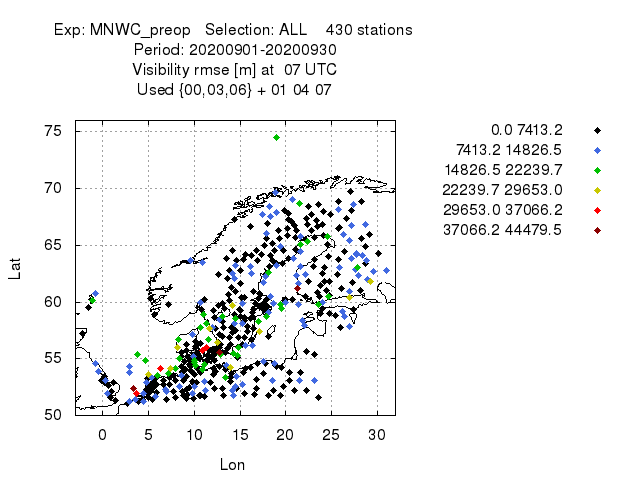 Exp: MNWC_preop Selection: ALL 430 stations
Period: 20200901-20200930
Visibility rmse [m] at 07 UTC
Used {00,03,06} + 01 04 07
0.0 7413.2
7413.2 14826.5
14826.5 22239.7
22239.7 29653.0
29653.0 37066.2
37066.2 44479.5
75
70
65
60
55
50
Lat
0 5 10 15 20 25 30
Lon